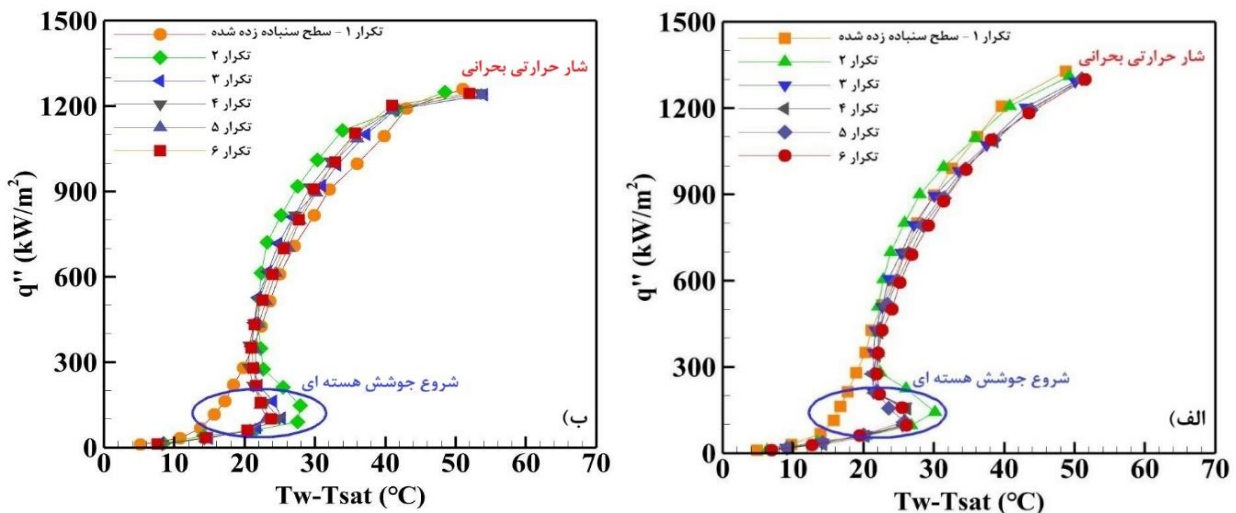 1500
1200
900
600
300
0
q" (kW/m²)
تکرار ۱ – سطح سنباده زده شده
تکرار ۲
تکرار ۳
تکرار ۴
تکرار ۵
تکرار ۶
شار حرارتی بحرانی
شروع جوشش هسته ای
ب)
0 10 20 30 40 50 60 70
Tw-Tsat (°C)
1500
1200
900
600
300
0
q" (kW/m²)
تکرار ۱ – سطح سنباده زده شده
تکرار ۲
تکرار ۳
تکرار ۴
تکرار ۵
تکرار ۶
شار حرارتی بحرانی
شروع جوشش هسته ای
الف)
0 10 20 30 40 50 60 70
Tw-Tsat (°C)